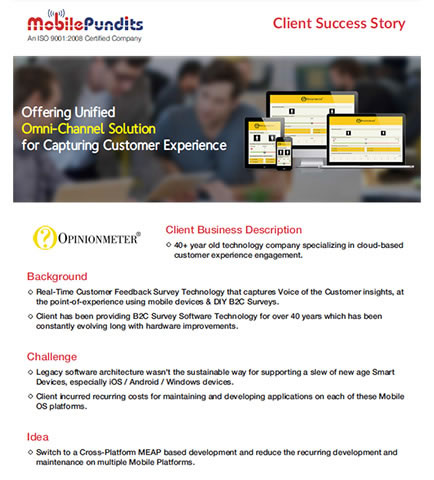 MobilePundits
An ISO 9001:2008 Certified Company
Client Success Story
Offering Unified
Omni-Channel Solution
for Capturing Customer Experience
OPINIONMETER®
Client Business Description
40+ year old technology company specializing in cloud-based
customer experience engagement.
Background
Real-Time Customer Feedback Survey Technology that captures Voice of the Customer insights, at
the point-of-experience using mobile devices & DIY B2C Surveys.
Client has been providing B2C Survey Software Technology for over 40 years which has been
constantly evolving long with hardware improvements.
Challenge
Legacy software architecture wasn't the sustainable way for supporting a slew of new age Smart
Devices, especially iOS / Android / Windows devices.
Client incurred recurring costs for maintaining and developing applications on each of these Mobile
OS platforms.
Idea
Switch to a Cross-Platform MEAP based development and reduce the recurring development and
maintenance on multiple Mobile Platforms.